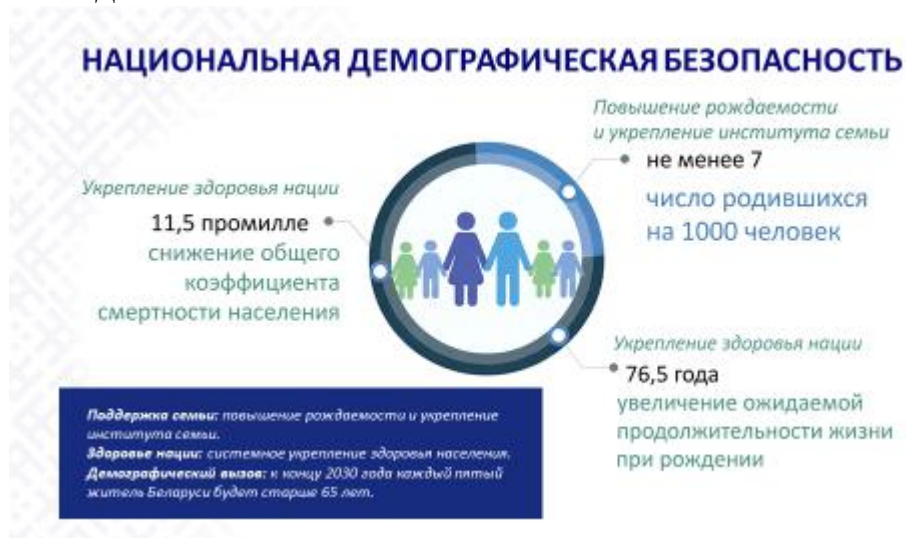 НАЦИОНАЛЬНАЯ ДЕМОГРАФИЧЕСКАЯ БЕЗОПАСНОСТЬ
Повышение рождаемости
и укрепление института семьи
не менее 7
число родившихся
на 1000 человек
Укрепление здоровья нации
11,5 промилле
снижение общего
коэффициента
смертности населения
Укрепление здоровья нации
76,5 года
увеличение ожидаемой
продолжительности жизни
при рождении
Поддержка семьи: повышение рождаемости и укрепление
института семьи.
Здоровье нации: системное укрепление здоровья населения.
Демографический вызов: к концу 2030 года каждый пятый
житель Беларуси будет старше 65 лет.